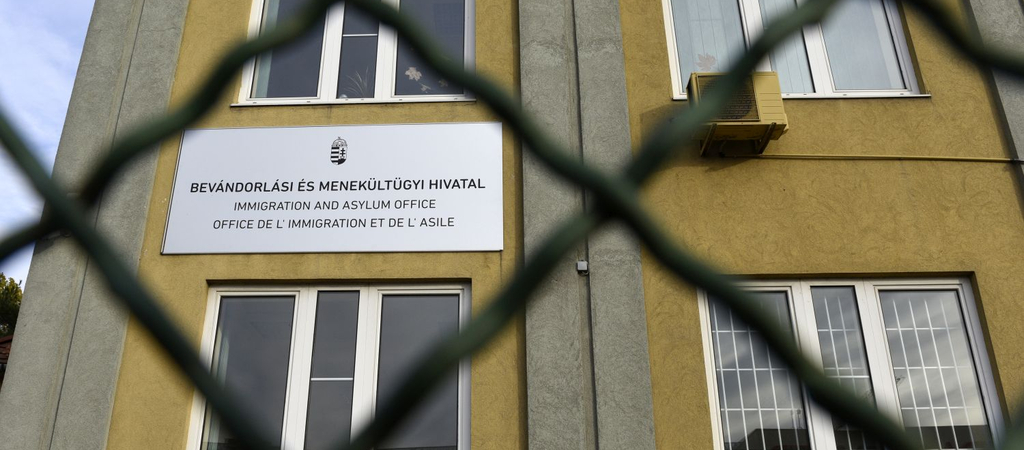 BEVÁNDORLÁSI ÉS MENEKÜLTÜGYI HIVATAL
IMMIGRATION AND ASYLUM OFFICE
OFFICE DE L' IMMIGRATION ET DE L' ASILE